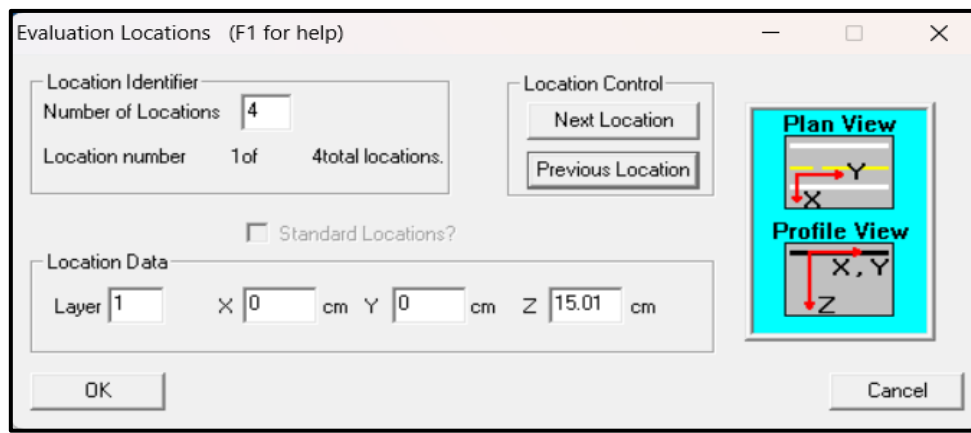 Evaluation Locations (F1 for help)
Location Identifier
Number of Locations 4
Location number 1of 4total locations.
Location Control
Next Location
Previous Location
Standard Locations?
Location Data
Layer 1 X 0 cm Y 0 cm Z 15.01 cm
Plan View
Y
X
Profile View
X, Y
Z
OK
Cancel